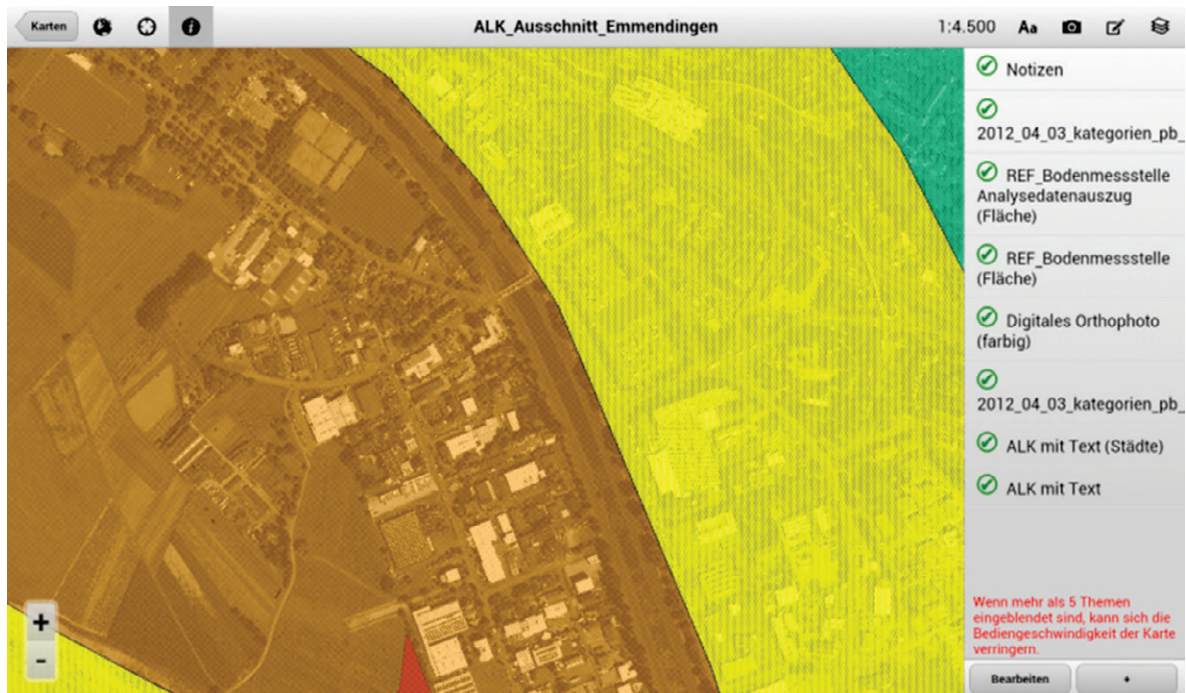 Karten
ALK_Ausschnitt_Emmendingen
1:4.500
Aa
Notizen
2012_04_03_kategorien_pb_
REF_Bodenmessstelle
Analysedatenauszug
(Fläche)
REF_Bodenmessstelle
(Fläche)
Digitales Orthophoto
(farbig)
2012_04_03_kategorien_pb_
ALK mit Text (Städte)
ALK mit Text
Wenn mehr als 5 Themen
eingeblendet sind, kann sich die
Bediengeschwindigkeit der Karte
verringern.
+
-
Bearbeiten
+